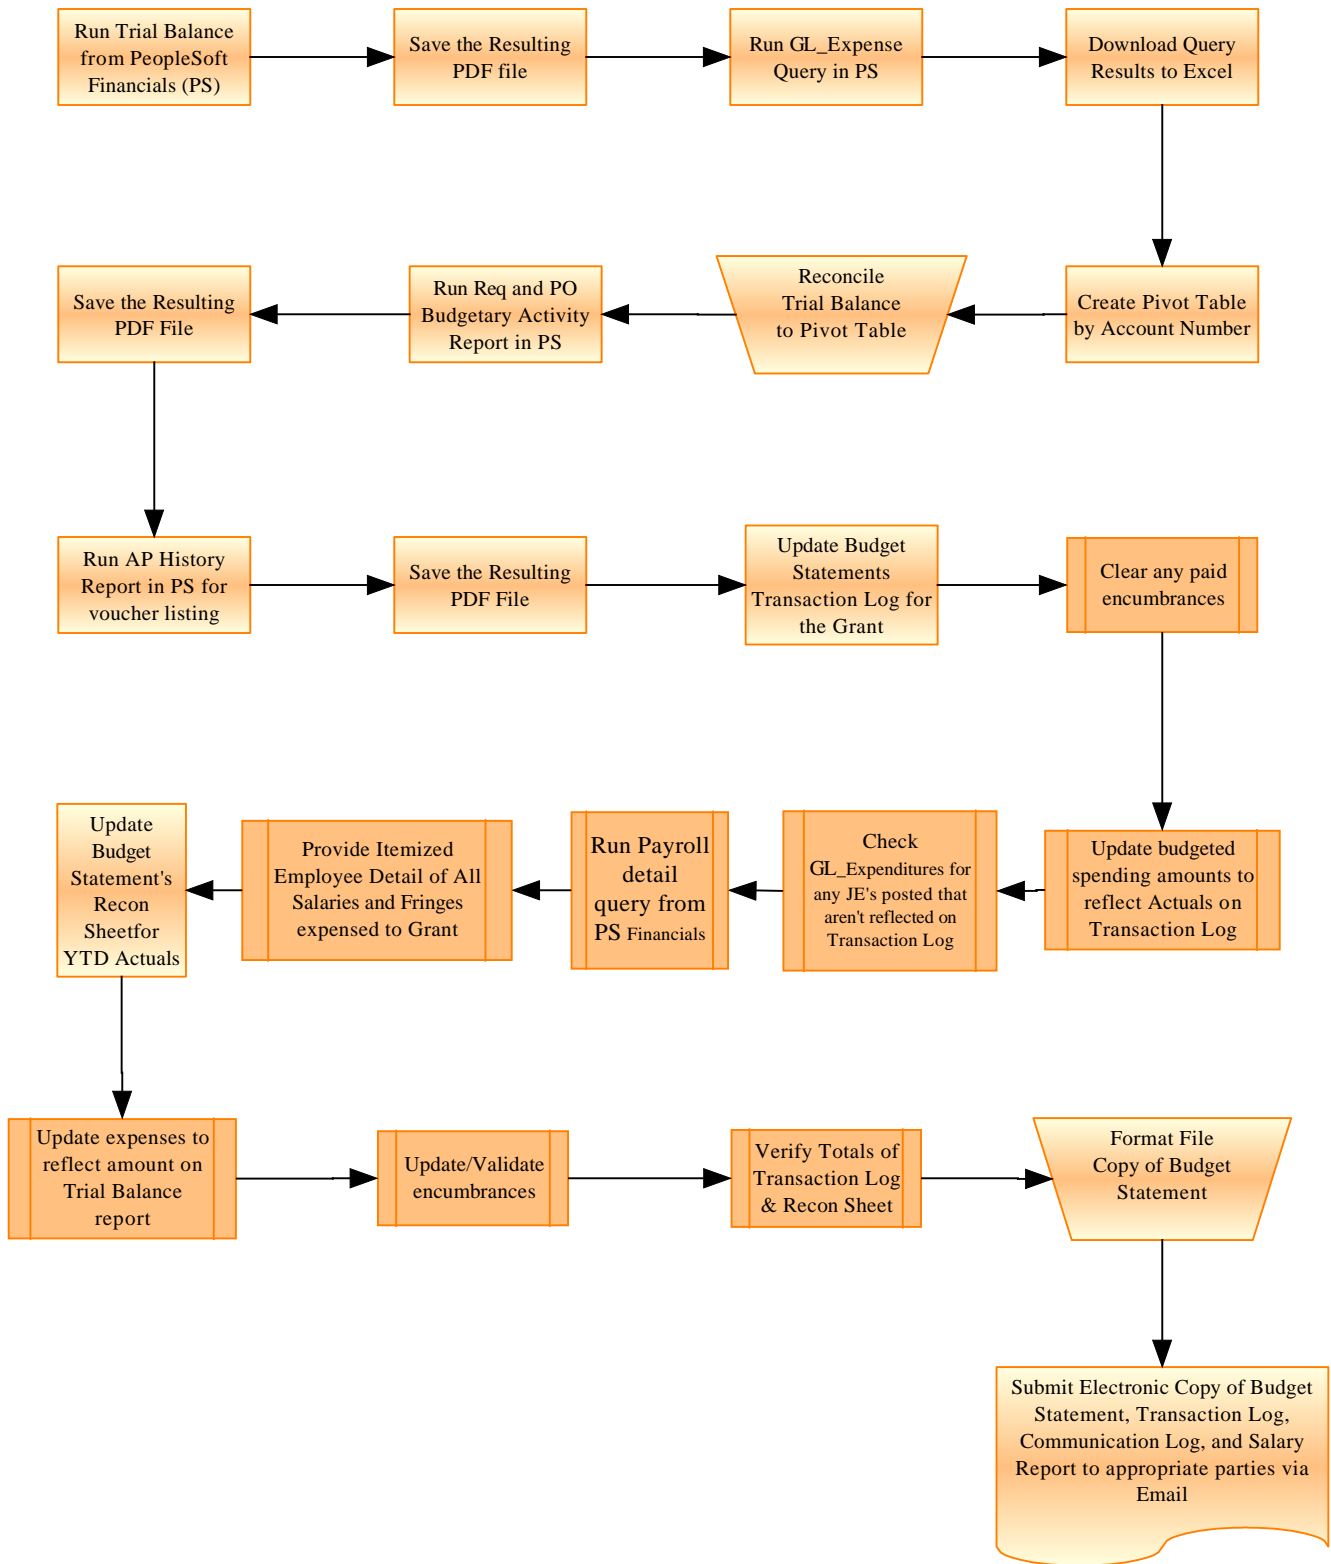 Run Trial Balance
from PeopleSoft
Financials (PS)
Save the Resulting
PDF file
Run GL_Expense
Query in PS
Download Query
Results to Excel
Create Pivot Table
by Account Number
Reconcile
Trial Balance
to Pivot Table
Run Req and PO
Budgetary Activity
Report in PS
Save the Resulting
PDF File
Run AP History
Report in PS for
voucher listing
Save the Resulting
PDF File
Update Budget
Statements
Transaction Log for
the Grant
Clear any paid
encumbrances
Update budgeted
spending amounts to
reflect Actuals on
Transaction Log
Check
GL_Expenditures for
any JE's posted that
aren't reflected on
Transaction Log
Run Payroll
detail
query from
PS Financials
Provide Itemized
Employee Detail of All
Salaries and Fringes
expensed to Grant
Update
Budget
Statement's
Recon
Sheetfor
YTD Actuals
Update expenses to
reflect amount on
Trial Balance
report
Update/Validate
encumbrances
Verify Totals of
Transaction Log
& Recon Sheet
Format File
Copy of Budget
Statement
Submit Electronic Copy of Budget
Statement, Transaction Log,
Communication Log, and Salary
Report to appropriate parties via
Email